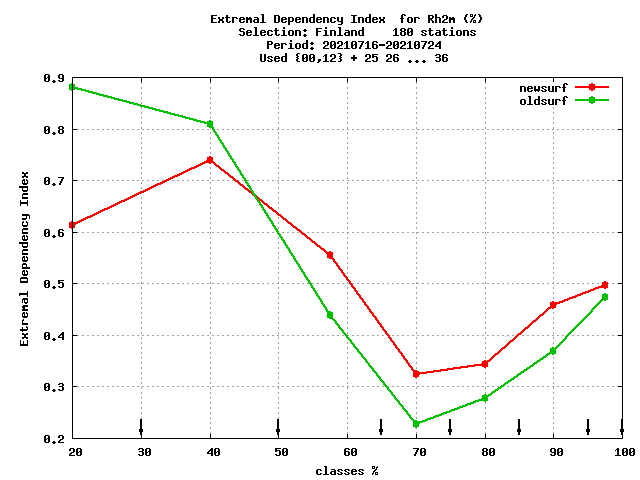 Extremal Dependency Index  for Rh2m (%)
Selection: Finland    180 stations
Period: 20210716-20210724
Used {00,12} + 25 26 ... 36
newsurf
oldsurf
0.9
0.8
0.7
0.6
0.5
0.4
0.3
0.2
Extremal Dependency Index
20 30 40 50 60 70 80 90 100
classes %